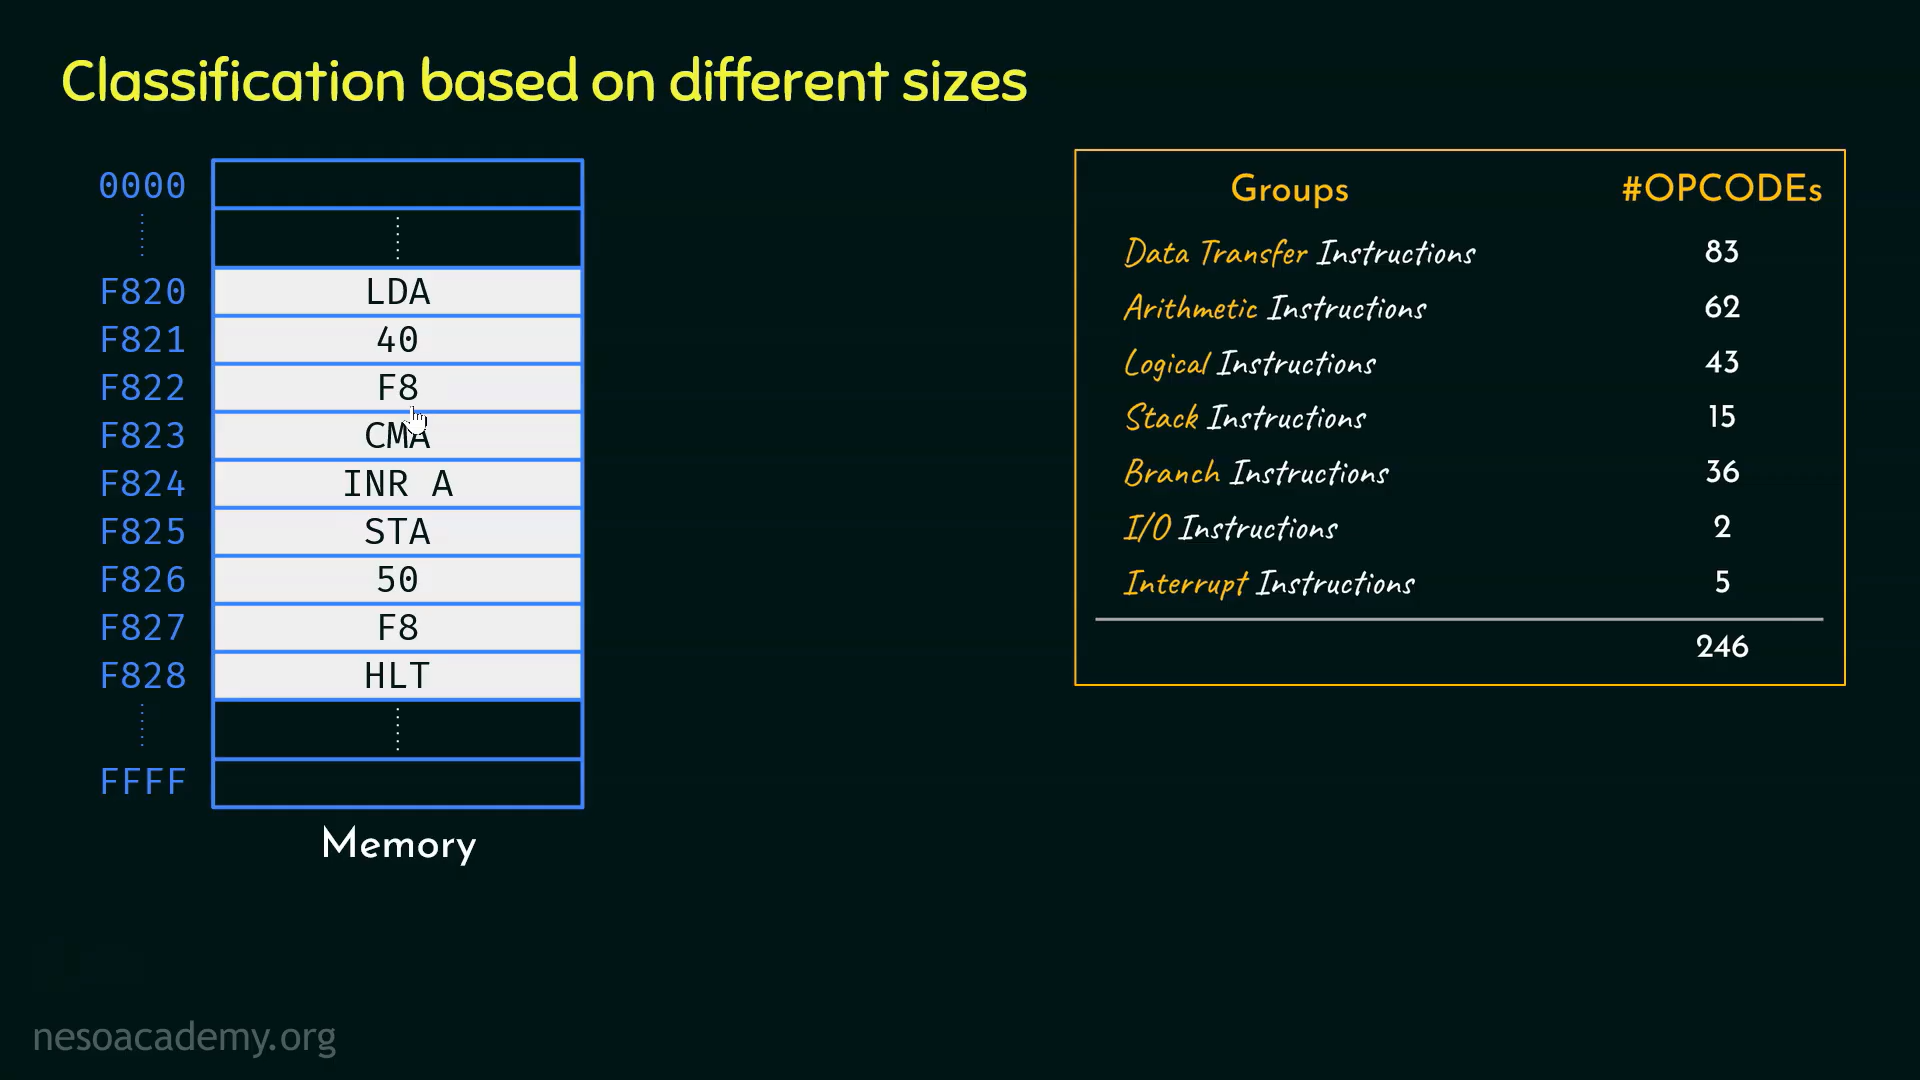 Classification based on different sizes
0000
F820 LDA
F821 40
F822 F8
F823 CMA
F824 INR A
F825 STA
F826 50
F827 F8
F828 HLT
FFFF
Memory
Groups #OPCODEs
Data Transfer Instructions 83
Arithmetic Instructions 62
Logical Instructions 43
Stack Instructions 15
Branch Instructions 36
I/O Instructions 2
Interrupt Instructions 5
246
nesoacademy.org